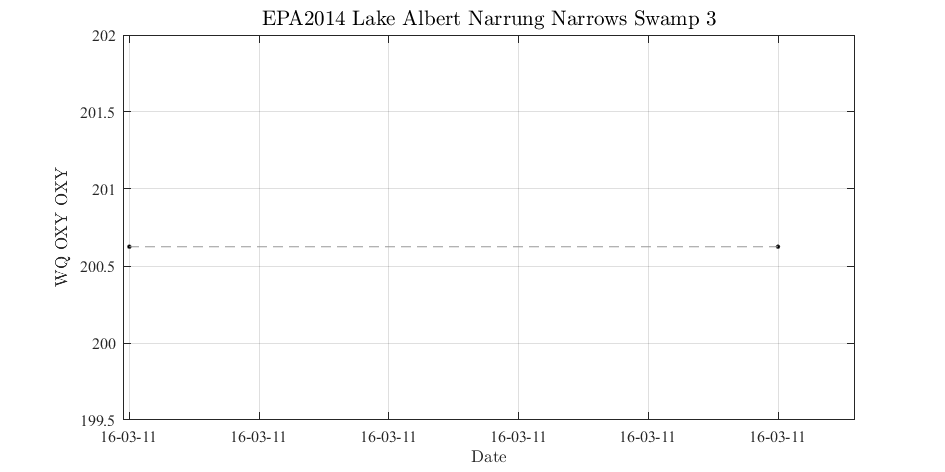 EPA2014 Lake Albert Narrung Narrows Swamp 3
202
201.5
201
200.5
200
199.5
WQ OXY OXY
16-03-11 16-03-11 16-03-11 16-03-11 16-03-11 16-03-11
Date